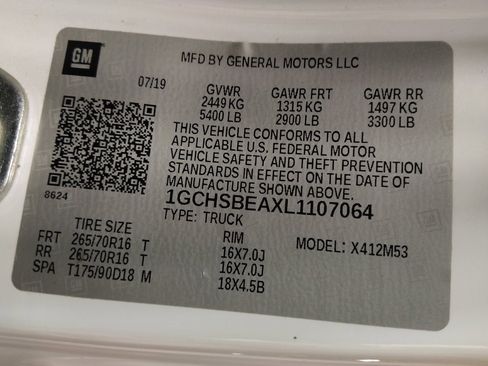 GM
MFD BY GENERAL MOTORS LLC
07/19
GVWR GAWR FRT GAWR RR
2449 KG 1315 KG 1497 KG
5400 LB 2900 LB 3300 LB
THIS VEHICLE CONFORMS TO ALL
APPLICABLE U.S. FEDERAL MOTOR
VEHICLE SAFETY AND THEFT PREVENTION
STANDARDS IN EFFECT ON THE DATE OF
MANUFACTURE SHOWN ABOVE.
8624
1GCHSBEAXL1107064
TYPE: TRUCK
TIRE SIZE RIM MODEL: X412M53
FRT 265/70R16 T 16X7.0J
RR 265/70R16 T 16X7.0J
SPA T175/90D18 M 18X4.5B